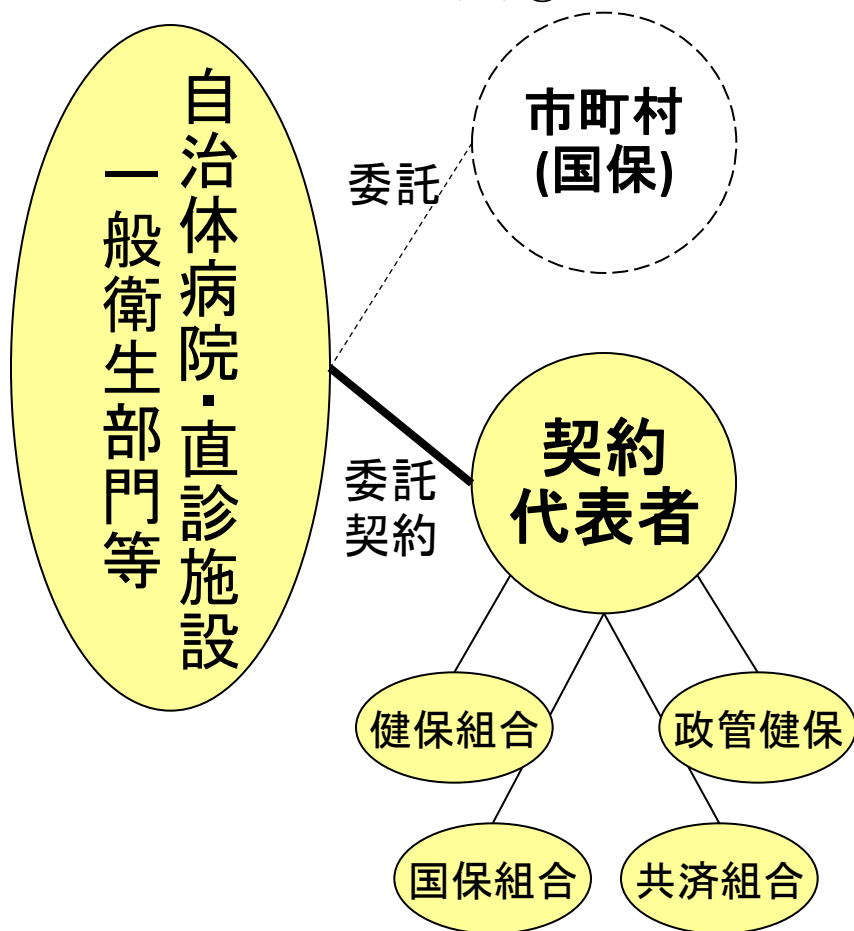 自治体病院・直診施設
一般衛生部門等
委託
市町村
(国保)
委託
契約
契約
代表者
健保組合
政管健保
国保組合
共済組合